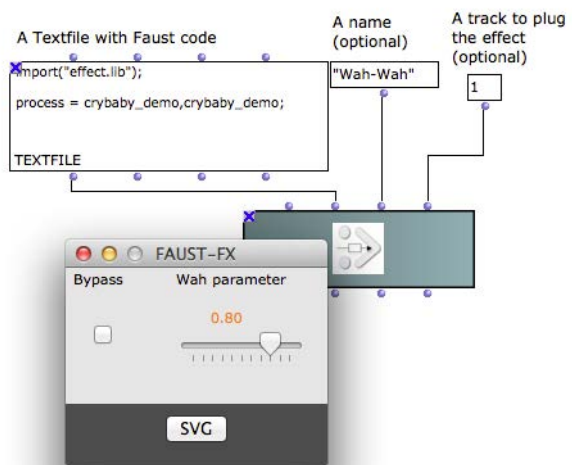 A Textfile with Faust code
A name
(optional)
A track to plug
the effect
(optional)
import("effect.lib");
process = crybaby_demo,crybaby_demo;
TEXTFILE
"Wah-Wah"
1
FAUST-FX
Bypass
Wah parameter
0.80
SVG